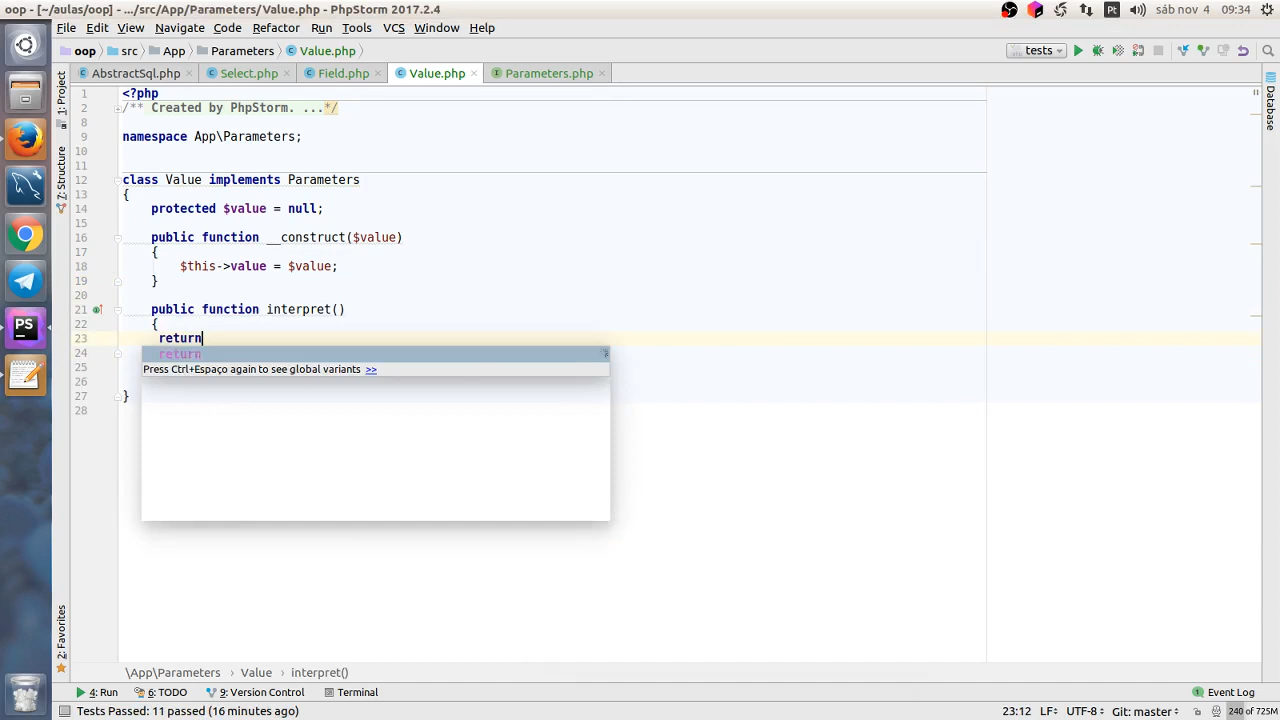 oop - [~/aulas/oop] - .../src/App/Parameters/Value.php - PhpStorm 2017.2.4
Pt
sáb nov 4 09:34
File Edit View Navigate Code Refactor Run Tools VCS Window Help
oop src App Parameters Value.php
tests
AbstractSql.php Select.php Field.php Value.php Parameters.php
1: Project
7: Structure
2: Favorites
Database
PS
1 <?php
2 /** Created by PhpStorm. ...*/
8
9 namespace App\Parameters;
10
11
12 class Value implements Parameters
13 {
14 protected $value = null;
15
16 public function __construct($value)
17 {
18 $this->value = $value;
19 }
20
21 public function interpret()
22 {
23 return
24
return
25
Press Ctrl+Espaço again to see global variants >>
26
27 }
28
\App\Parameters Value interpret()
4: Run 6: TODO 9: Version Control Terminal
1 Event Log
Tests Passed: 11 passed (16 minutes ago)
23:12 LF UTF-8 Git: master 240 of 725M